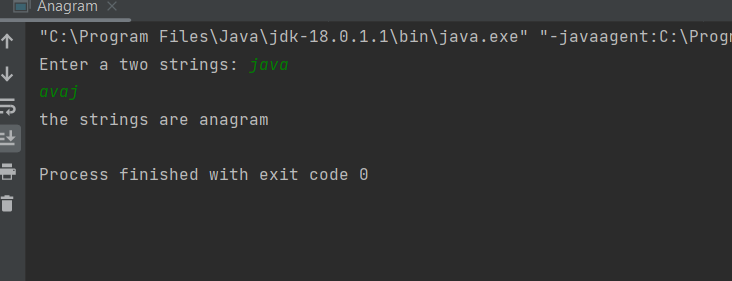 Anagram
"C:\Program Files\Java\jdk-18.0.1.1\bin\java.exe" "-javaagent:C:\Prog
Enter a two strings: java
avaj
the strings are anagram
Process finished with exit code 0